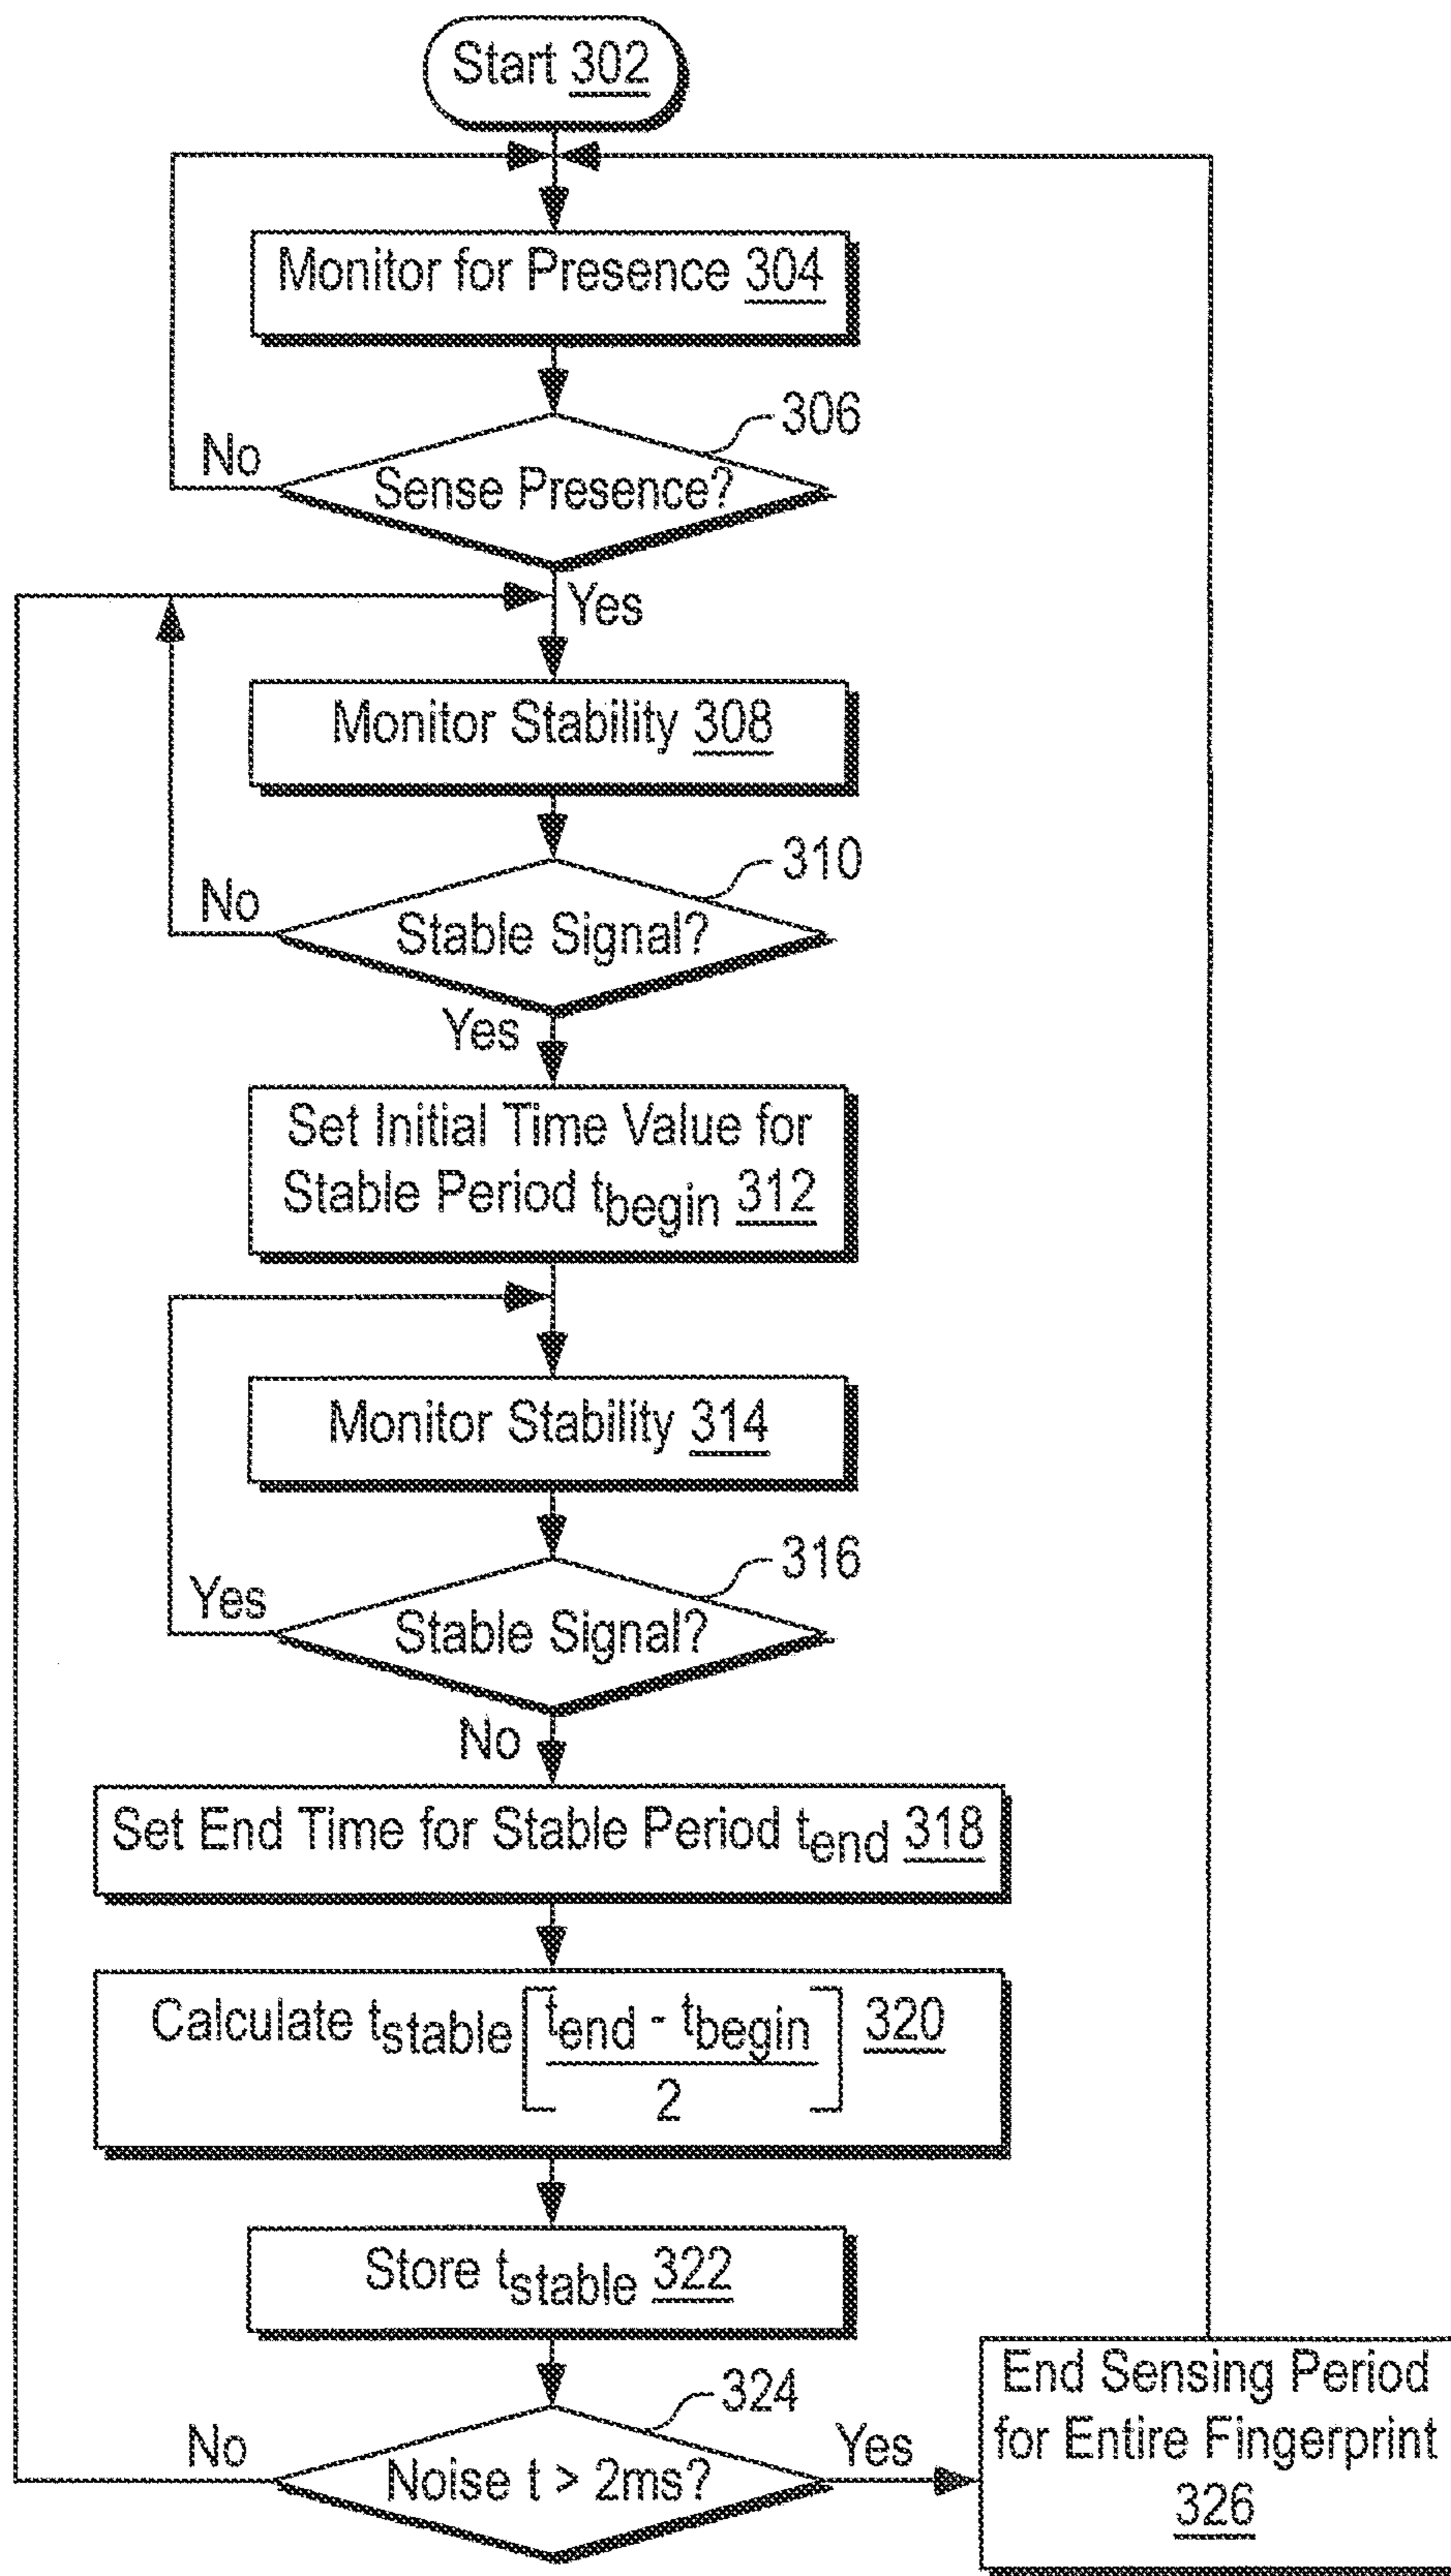 Start 302
Monitor for Presence 304
306
No
Sense Presence?
Yes
Monitor Stability 308
310
No
Stable Signal?
Yes
Set Initial Time Value for
Stable Period tbegin 312
Monitor Stability 314
316
Yes
Stable Signal?
No
Set End Time for Stable Period tend 318
Calculate tstable [tend - tbegin 320
2]
Store tstable 322
324
No
Noise t > 2ms?
Yes
End Sensing Period
for Entire Fingerprint
326